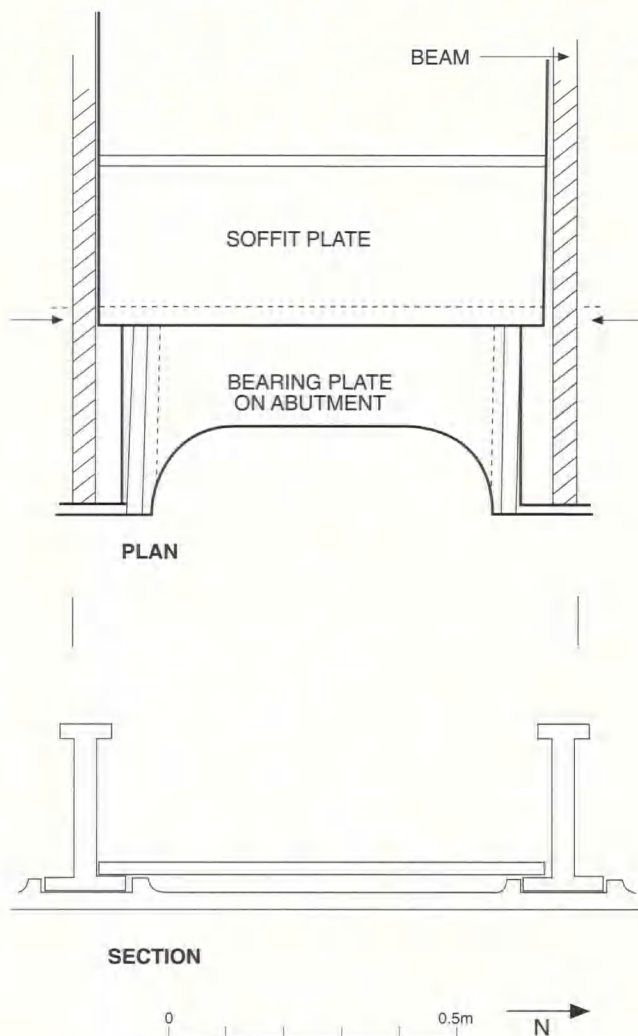 BEAM
SOFFIT PLATE
BEARING PLATE
ON ABUTMENT
PLAN
SECTION
0
0.5m
N